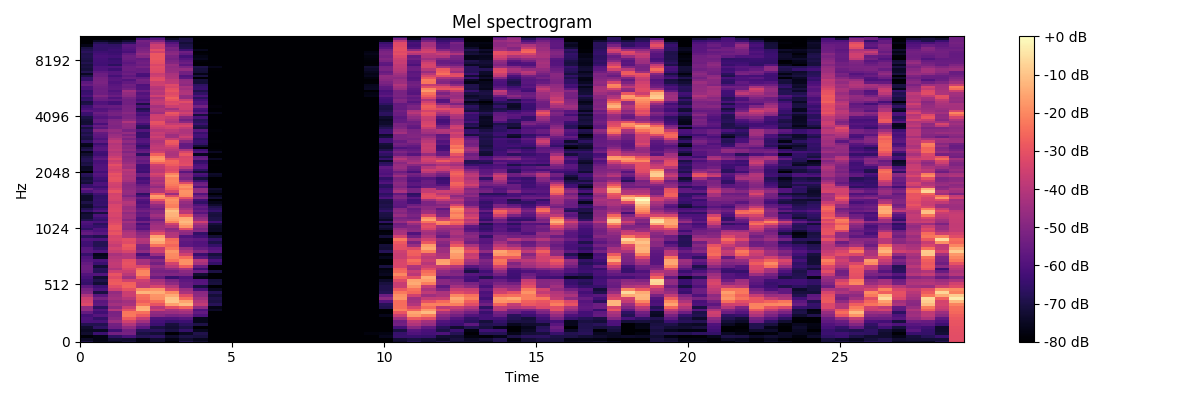 Mel spectrogram
Hz
8192
4096
2048
1024
512
0
0 5 10 15 20 25
Time
+0 dB
-10 dB
-20 dB
-30 dB
-40 dB
-50 dB
-60 dB
-70 dB
-80 dB